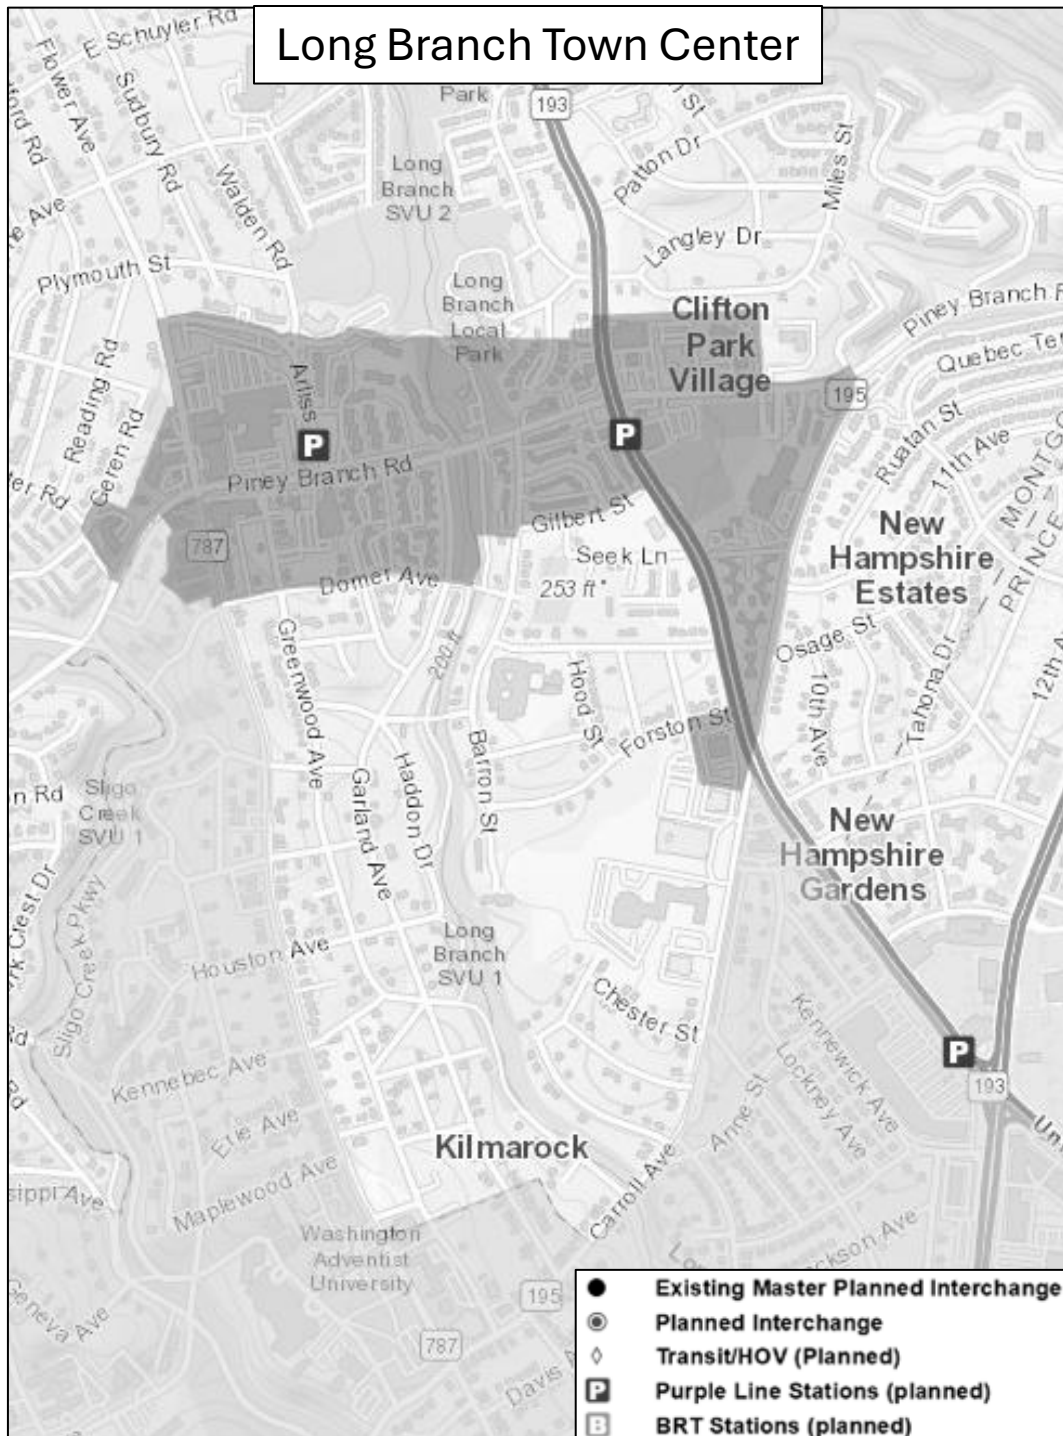 Long Branch Town Center
E Schuyler Rd
Flower Ave
Sudbury Rd
Walden Rd
Park
193
Long
Branch
SVU 2
Patton Dr
Miles St
Langley Dr
Plymouth St
Long
Branch
Local
Park
Clifton
Park
Village
Piney Branch
Quebec
195
Reading Rd
Geren Rd
Arliss
P
P
Piney Branch Rd
Ruatan St
11th Ave
787
Gilbert St
Seek Ln
253 ft
Domer Ave
New
Hampshire
Estates
Osage St
200 ft
Greenwood Ave
Hood St
10th Ave
Tahona Dr
12th
Forston St
Barron St
Haddon Dr
Garland Ave
Sligo
Creek
SVU 1
New
Hampshire
Gardens
Sligo Creek Pkwy
Houston Ave
Long
Branch
SVU 1
Chester St
Kennewick Ave
Lockney Ave
P
193
Kennebec Ave
Erie Ave
Anne St
Kilmarock
Maplewood Ave
Carroll Ave
Washington
Adventist
University
Geneva Ave
195
787
Existing Master Planned Interchange
Planned Interchange
Transit/HOV (Planned)
P Purple Line Stations (planned)
B BRT Stations (planned)